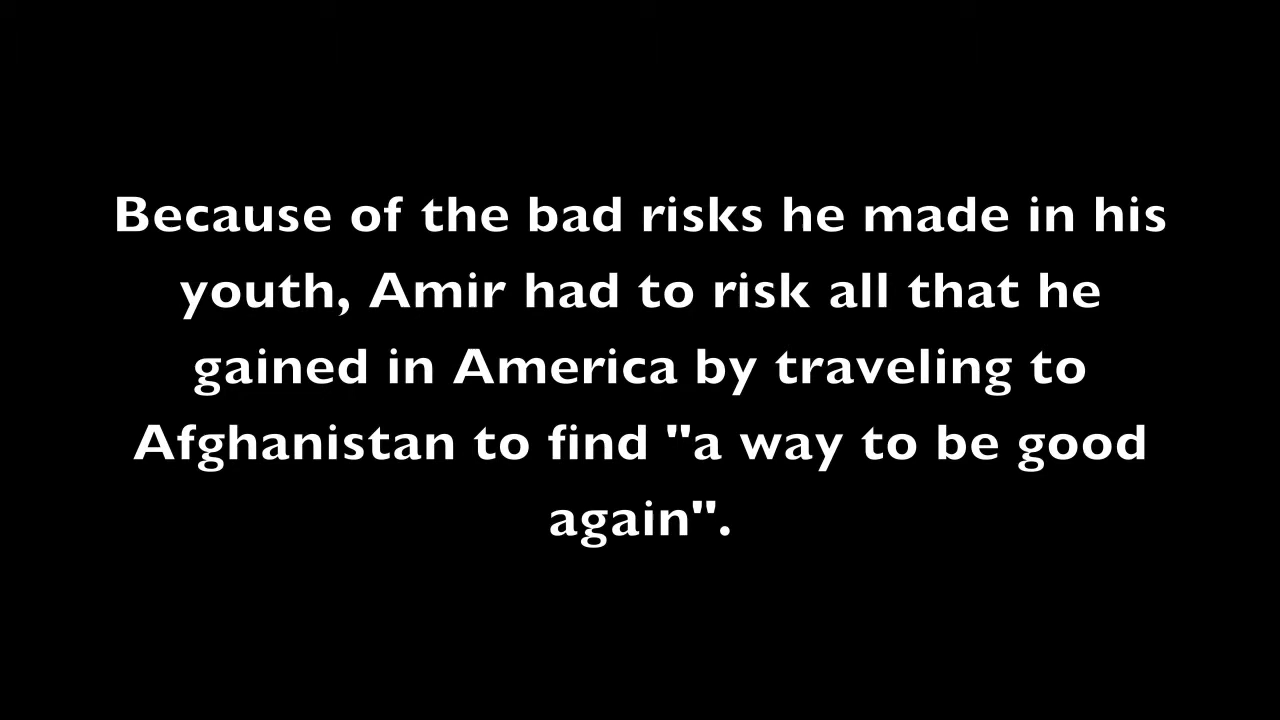 Because of the bad risks he made in his
youth, Amir had to risk all that he
gained in America by traveling to
Afghanistan to find "a way to be good
again".